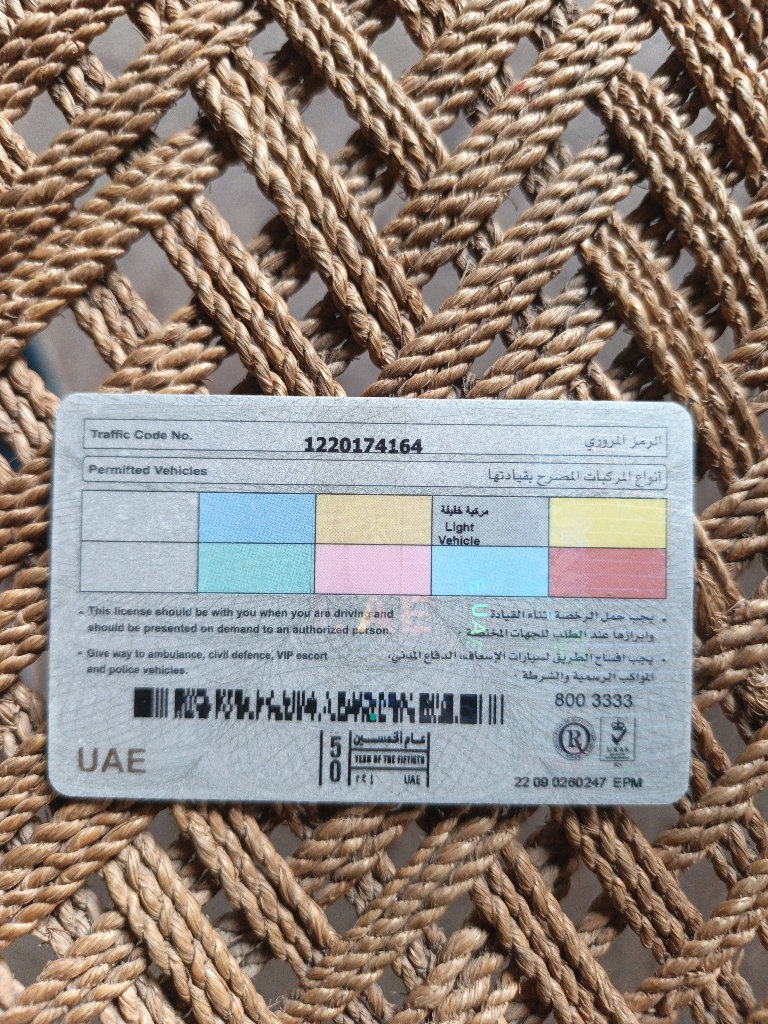 Traffic Code No. 1220174164 الرمز المروري
Permitted Vehicles أنواع المركبات المصرح بقيادتها
مركبة خفيفة
Light
Vehicle
- This license should be with you when you are driving and
should be presented on demand to an authorized person.
- يجب حمل الرخصة اثناء القيادة
وابرازها عند الطلب للجهات المختصة
- Give way to ambulance, civil defence, VIP escort
and police vehicles.
- يجب افساح الطريق لسيارات الاسعاف، الدفاع المدني،
المواكب الرسمية والشرطة .
800 3333
50
عام الخمسين
YEAR OF THE FIFTIETH
UAE
R
UKAS
UAE
22 09 0260247 EPM